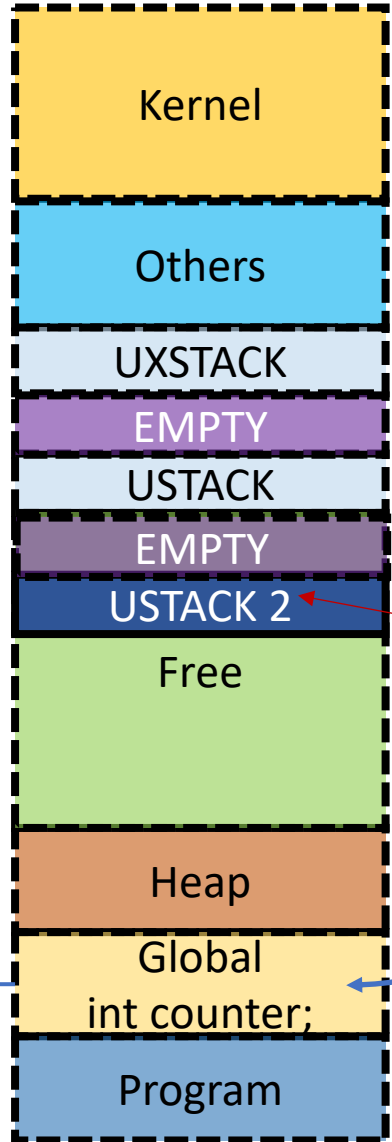 Kernel
Others
UXSTACK
EMPTY
USTACK
EMPTY
USTACK 2
Free
Heap
Global
int counter;
Program